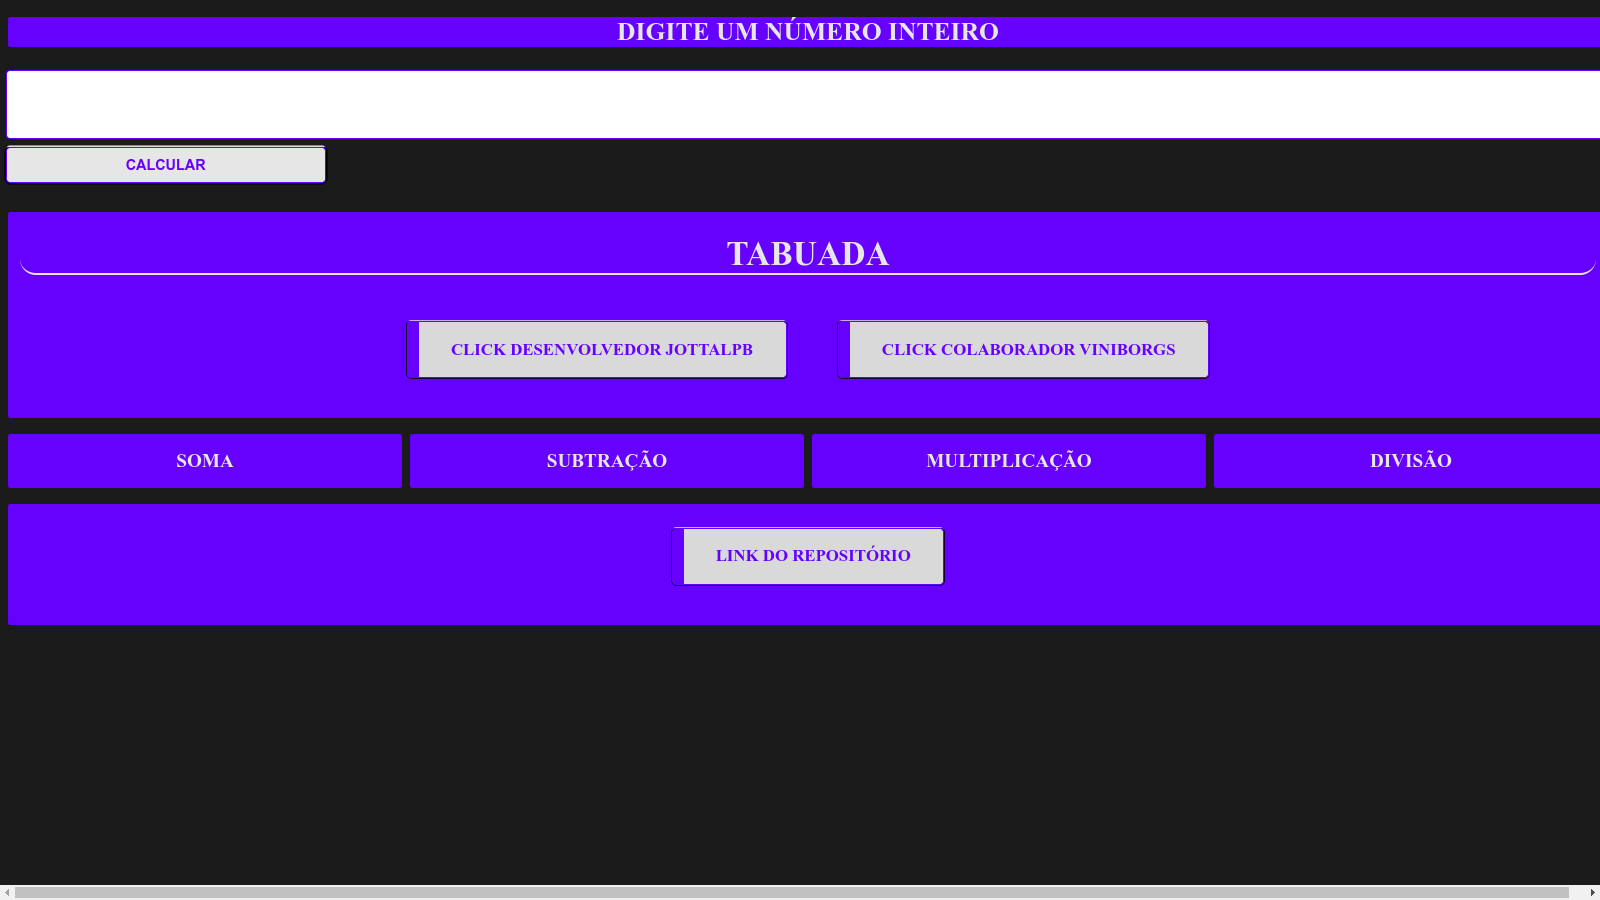 DIGITE UM NÚMERO INTEIRO
CALCULAR
TABUADA
CLICK DESENVOLVEDOR JOTTALPB
CLICK COLABORADOR VINIBORGS
SOMA
SUBTRAÇÃO
MULTIPLICAÇÃO
DIVISÃO
LINK DO REPOSITÓRIO